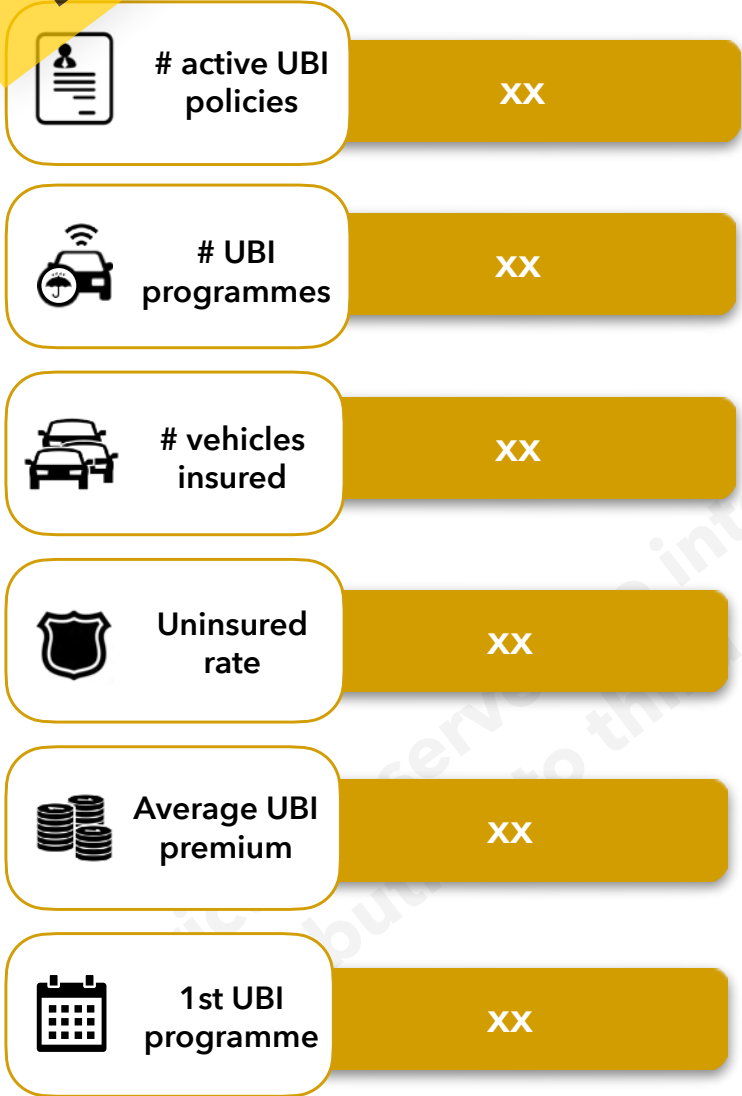 # active UBI
policies
xx
# UBI
programmes
xx
# vehicles
insured
xx
Uninsured
rate
xx
Average UBI
premium
xx
1st UBI
programme
xx